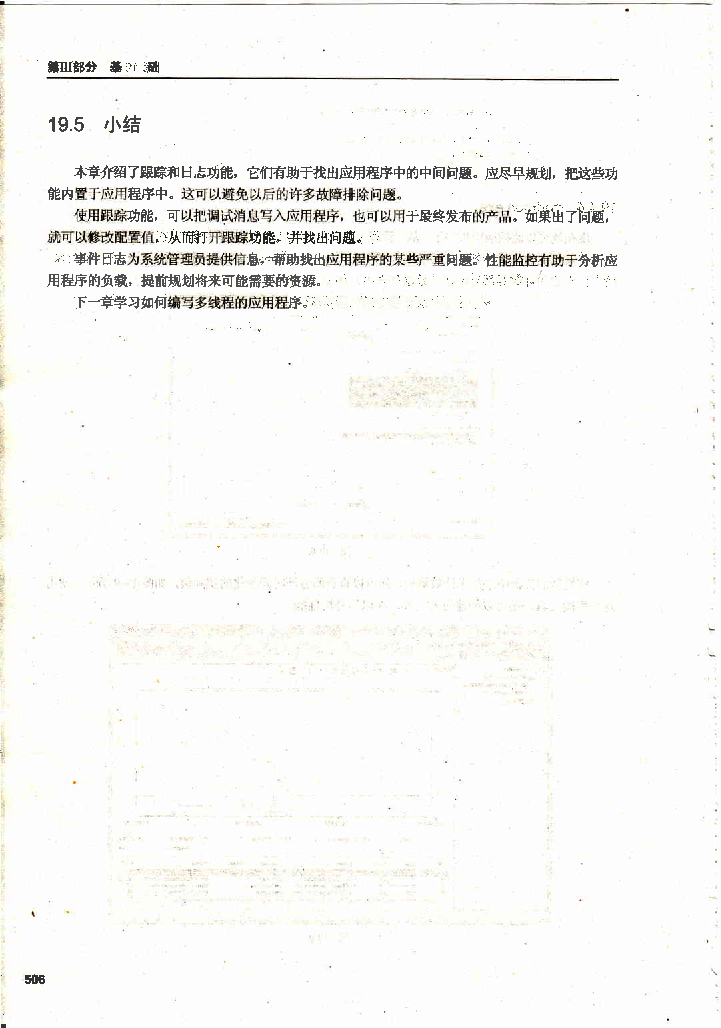 第III部分 基 础
19.5 小结
本章介绍了跟踪和日志功能，它们有助于找出应用程序中的中间问题。应尽早规划，把这些功
能内置于应用程序中。这可以避免以后的许多故障排除问题。
使用跟踪功能，可以把调试消息写入应用程序，也可以用于最终发布的产品。如果出了问题，
就可以修改配置值，从而打开跟踪功能，并找出问题。
事件日志为系统管理员提供信息，帮助找出应用程序的某些严重问题。性能监控有助于分析应
用程序的负载，提前规划将来可能需要的资源。
下一章学习如何编写多线程的应用程序。
506